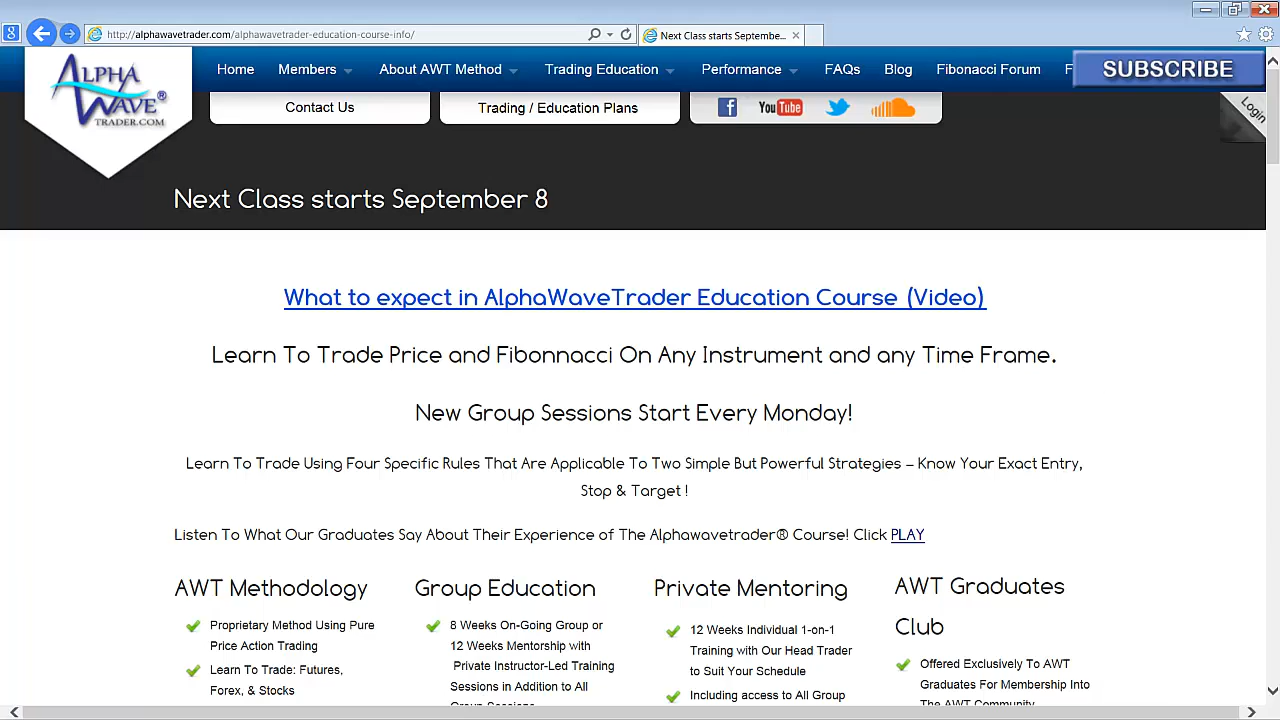 http://alphawavetrader.com/alphawavetrader-education-course-info/
Next Class starts Septembe...
ALPHA
WAVE®
TRADER.COM
Home
Members
About AWT Method
Trading Education
Performance
FAQs
Blog
Fibonacci Forum
F
SUBSCRIBE
Contact Us
Trading / Education Plans
You Tube
Login
Next Class starts September 8
What to expect in AlphaWaveTrader Education Course (Video)
Learn To Trade Price and Fibonnacci On Any Instrument and any Time Frame.
New Group Sessions Start Every Monday!
Learn To Trade Using Four Specific Rules That Are Applicable To Two Simple But Powerful Strategies – Know Your Exact Entry,
Stop & Target !
Listen To What Our Graduates Say About Their Experience of The Alphawavetrader® Course! Click PLAY
AWT Methodology
Proprietary Method Using Pure
Price Action Trading
Learn To Trade: Futures,
Forex, & Stocks
Group Education
8 Weeks On-Going Group or
12 Weeks Mentorship with
Private Instructor-Led Training
Sessions in Addition to All
Group Sessions
Private Mentoring
12 Weeks Individual 1-on-1
Training with Our Head Trader
to Suit Your Schedule
Including access to All Group
AWT Graduates
Club
Offered Exclusively To AWT
Graduates For Membership Into
The AWT Community